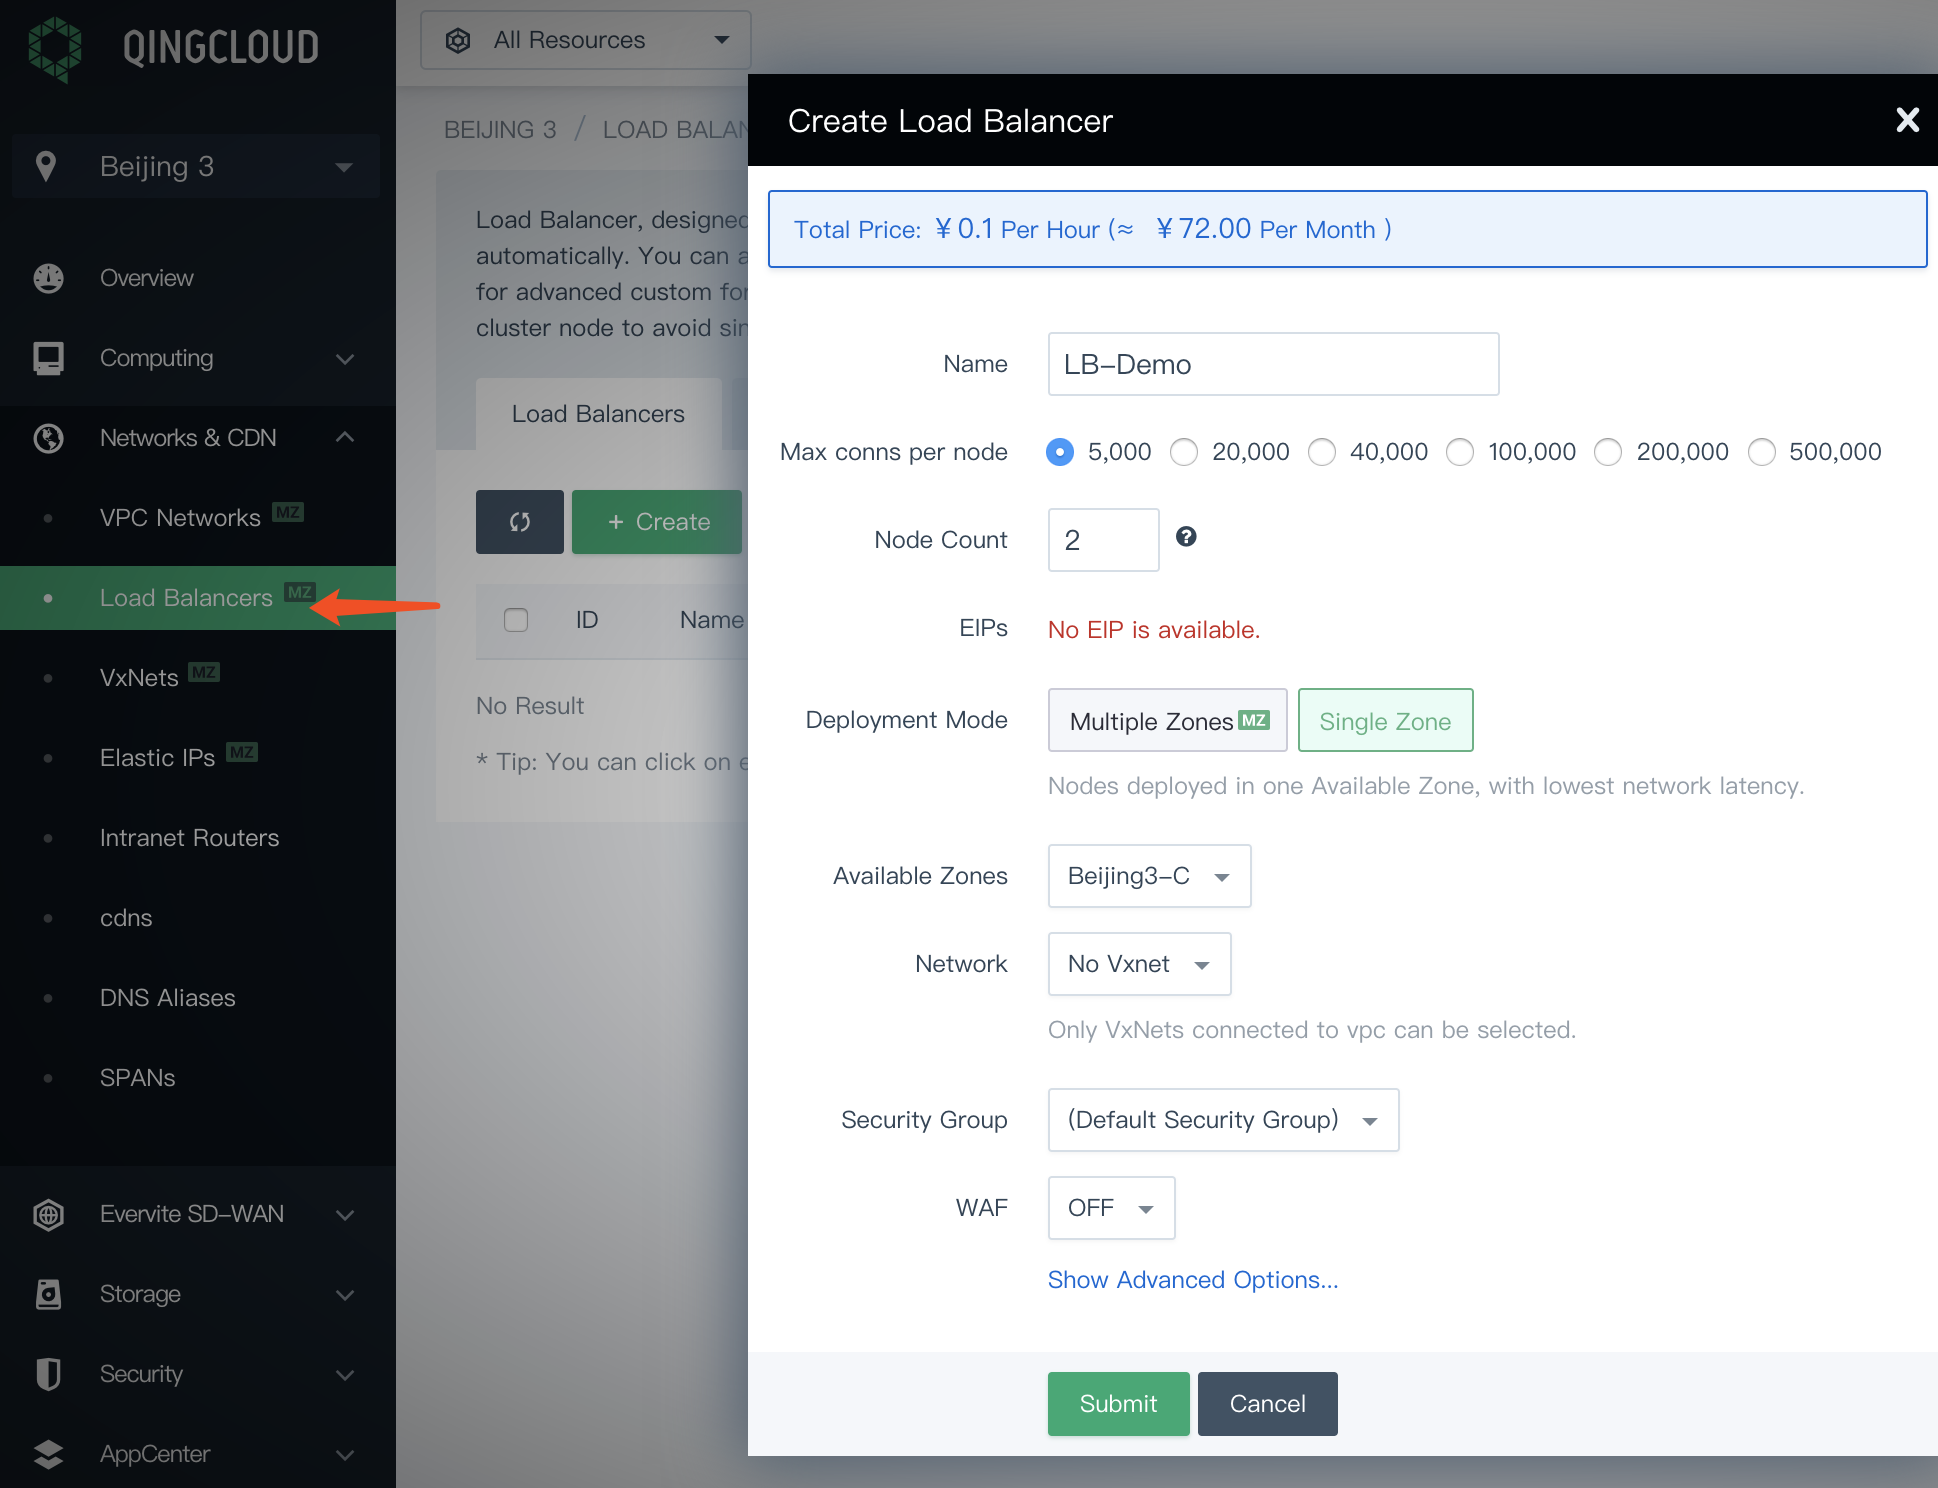 QINGCLOUD
All Resources
Beijing 3
Overview
Computing
Networks & CDN
VPC Networks MZ
Load Balancers MZ
VxNets MZ
Elastic IPs MZ
Intranet Routers
cdns
DNS Aliases
SPANs
Evervite SD-WAN
Storage
Security
AppCenter
BEIJING 3 / LOAD BALAN
Load Balancer, designed
automatically. You can a
for advanced custom for
cluster node to avoid sin
Load Balancers
+ Create
ID Name
No Result
* Tip: You can click on e
Create Load Balancer
Total Price: ¥ 0.1 Per Hour (≈ ¥ 72.00 Per Month )
Name LB-Demo
Max conns per node 5,000 20,000 40,000 100,000 200,000 500,000
Node Count 2
EIPs No EIP is available.
Deployment Mode Multiple Zones MZ Single Zone
Nodes deployed in one Available Zone, with lowest network latency.
Available Zones Beijing3-C
Network No Vxnet
Only VxNets connected to vpc can be selected.
Security Group (Default Security Group)
WAF OFF
Show Advanced Options...
Submit Cancel